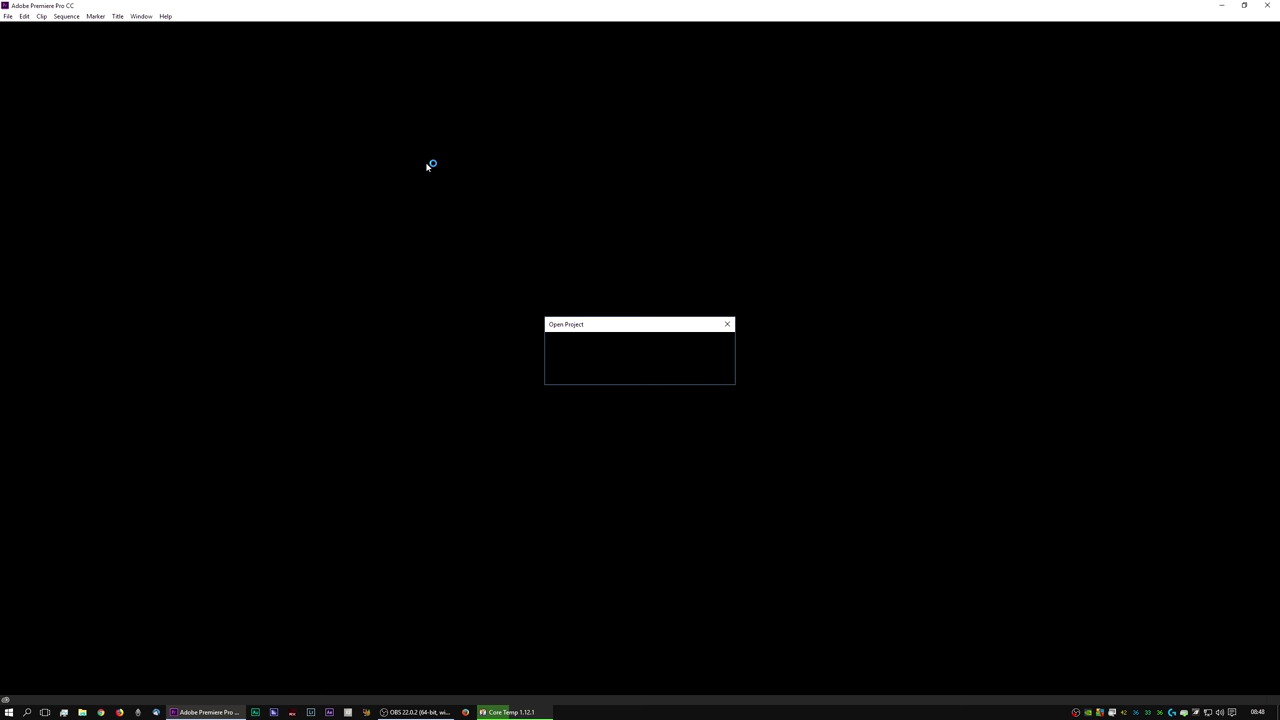 Adobe Premiere Pro CC
File Edit Clip Sequence Marker Title Window Help
Open Project
Adobe Premiere Pro ...
OBS 22.0.2 (64-bit, wi...
Core Temp 1.12.1
08:48